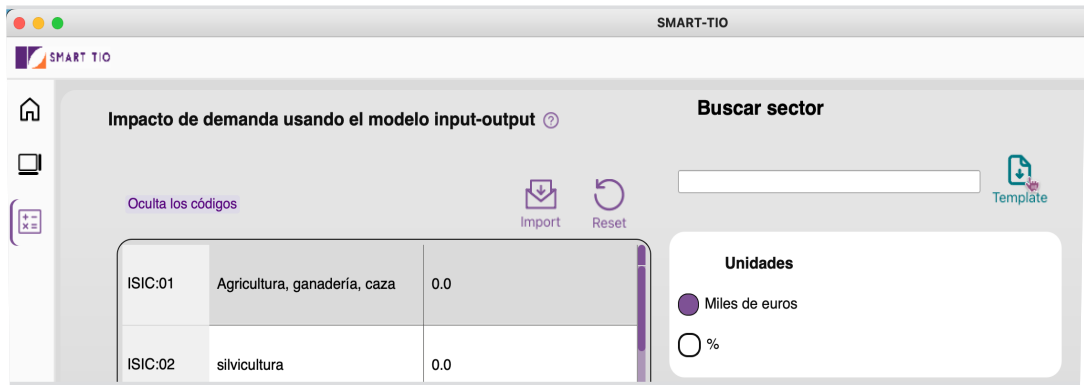 SMART-TIO
SMART TIO
Impacto de demanda usando el modelo input-output ?
Buscar sector
Oculta los códigos
Import
Reset
Template
ISIC:01 Agricultura, ganadería, caza 0.0
ISIC:02 silvicultura 0.0
Unidades
Miles de euros
%